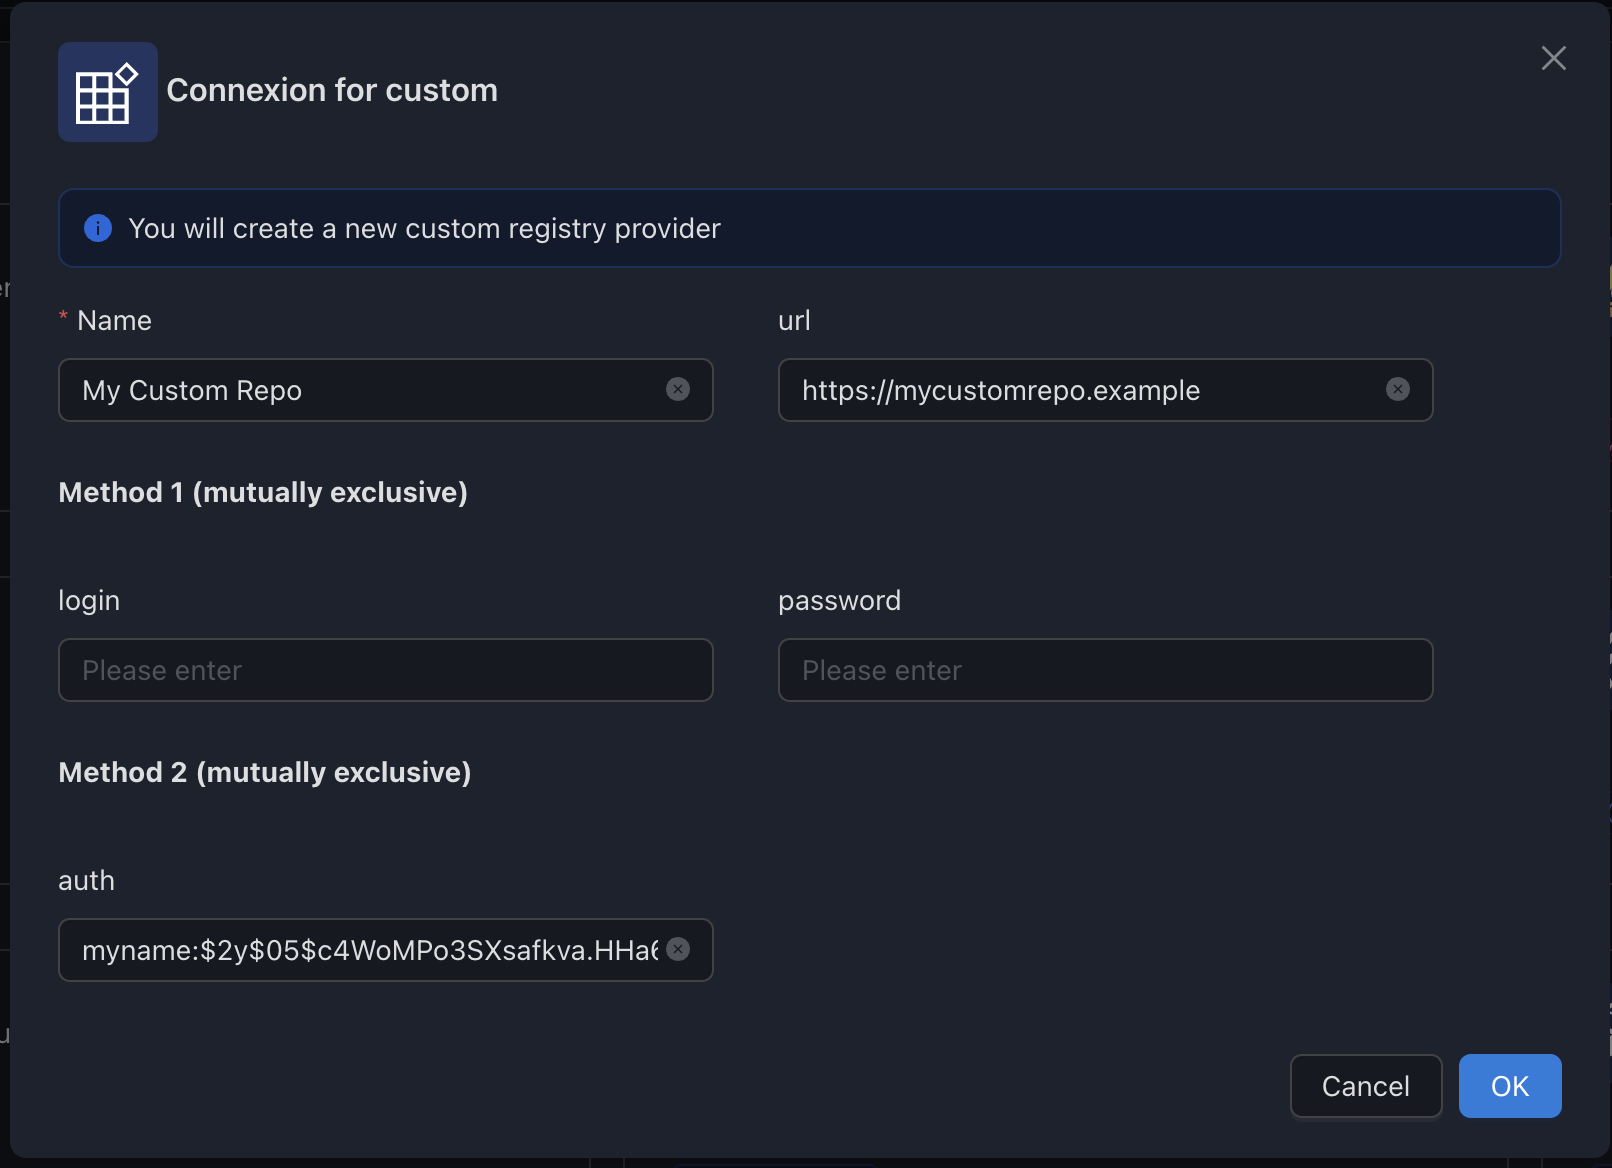 Connexion for custom
You will create a new custom registry provider
* Name
url
My Custom Repo
https://mycustomrepo.example
Method 1 (mutually exclusive)
login
password
Please enter
Please enter
Method 2 (mutually exclusive)
auth
myname:$2y$05$c4WoMPo3SXsafkva.HHa6
Cancel
OK